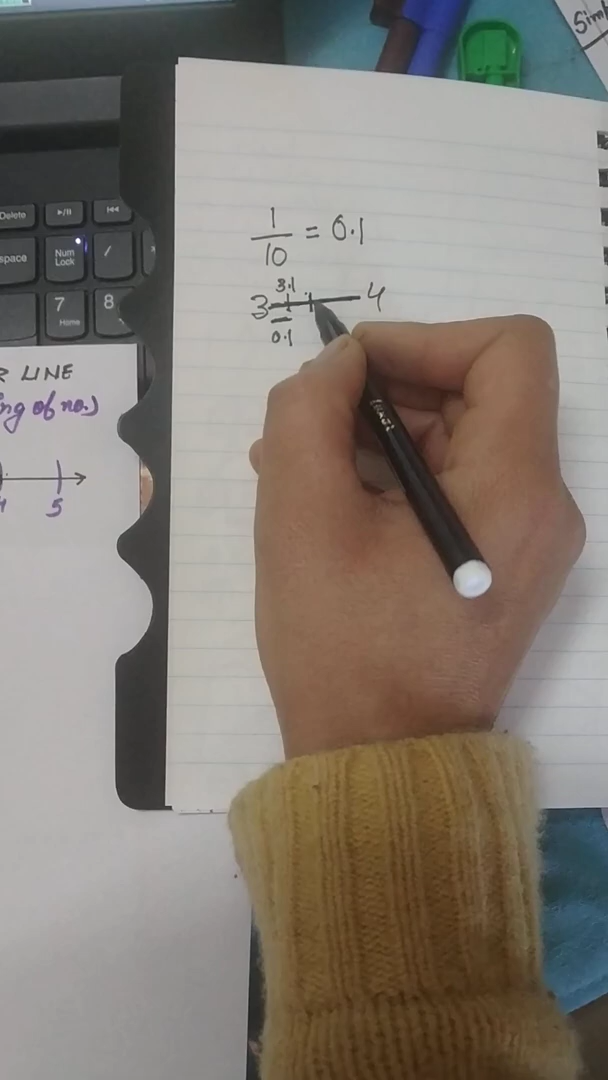 Sim
Delete
Num
Lock
/
space
7
Home
8
1/10 = 0.1
3.1
3 4
0.1
LINE
ng of no.)
5